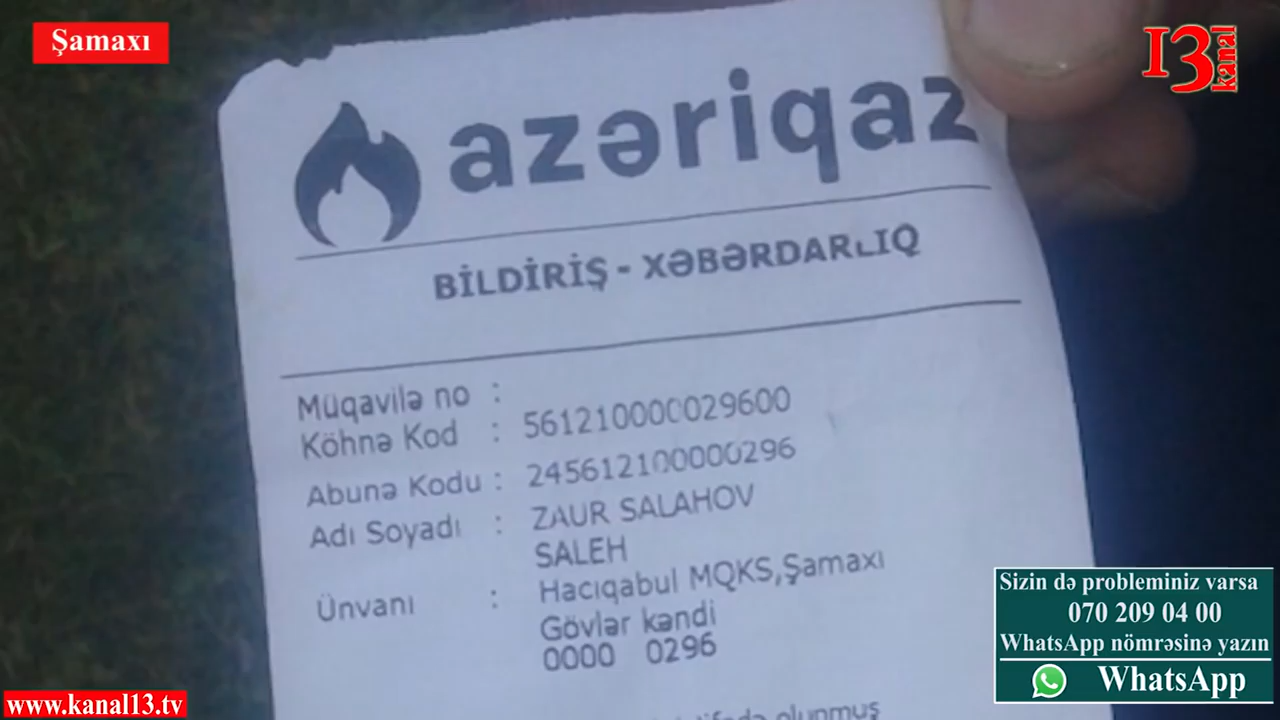 Şamaxı
13 kanal
azəriqaz
BİLDİRİŞ - XƏBƏRDARLIQ
Müqavilə no :
Köhnə Kod : 561210000029600
Abunə Kodu : 245612100000296
Adı Soyadı : ZAUR SALAHOV
SALEH
Ünvanı : Hacıqabul MQKS,Şamaxı
Gövlər kəndi
0000 0296
olunmuş
Sizin də probleminiz varsa
070 209 04 00
WhatsApp nömrəsinə yazın
WhatsApp
www.kanal13.tv